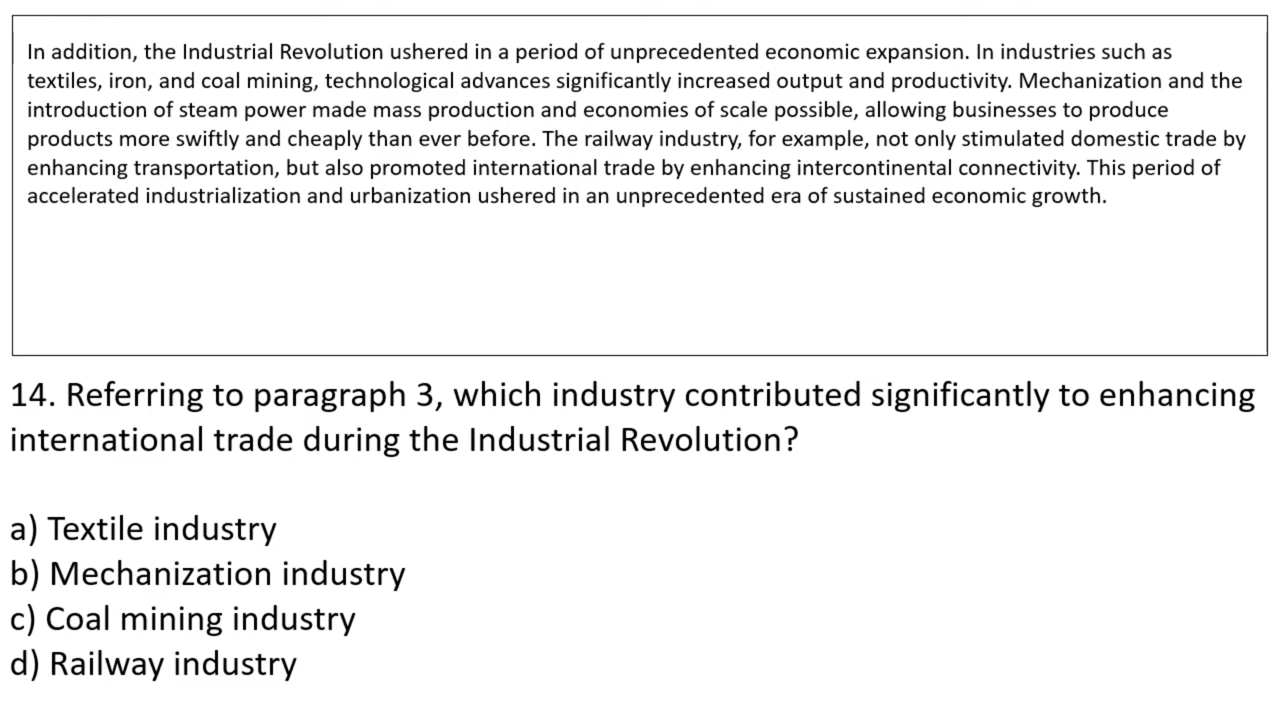 In addition, the Industrial Revolution ushered in a period of unprecedented economic expansion. In industries such as
textiles, iron, and coal mining, technological advances significantly increased output and productivity. Mechanization and the
introduction of steam power made mass production and economies of scale possible, allowing businesses to produce
products more swiftly and cheaply than ever before. The railway industry, for example, not only stimulated domestic trade by
enhancing transportation, but also promoted international trade by enhancing intercontinental connectivity. This period of
accelerated industrialization and urbanization ushered in an unprecedented era of sustained economic growth.
14. Referring to paragraph 3, which industry contributed significantly to enhancing
international trade during the Industrial Revolution?
a) Textile industry
b) Mechanization industry
c) Coal mining industry
d) Railway industry